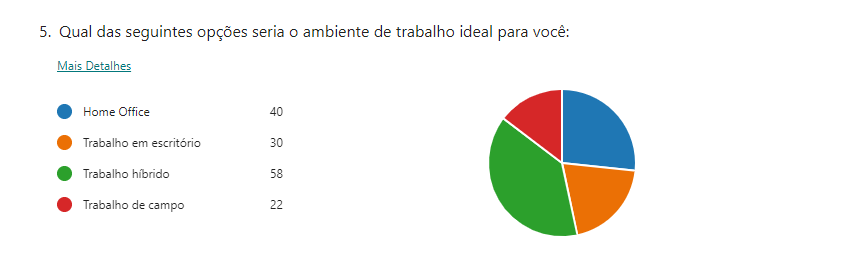 5. Qual das seguintes opções seria o ambiente de trabalho ideal para você:
Mais Detalhes
Home Office 40
Trabalho em escritório 30
Trabalho híbrido 58
Trabalho de campo 22